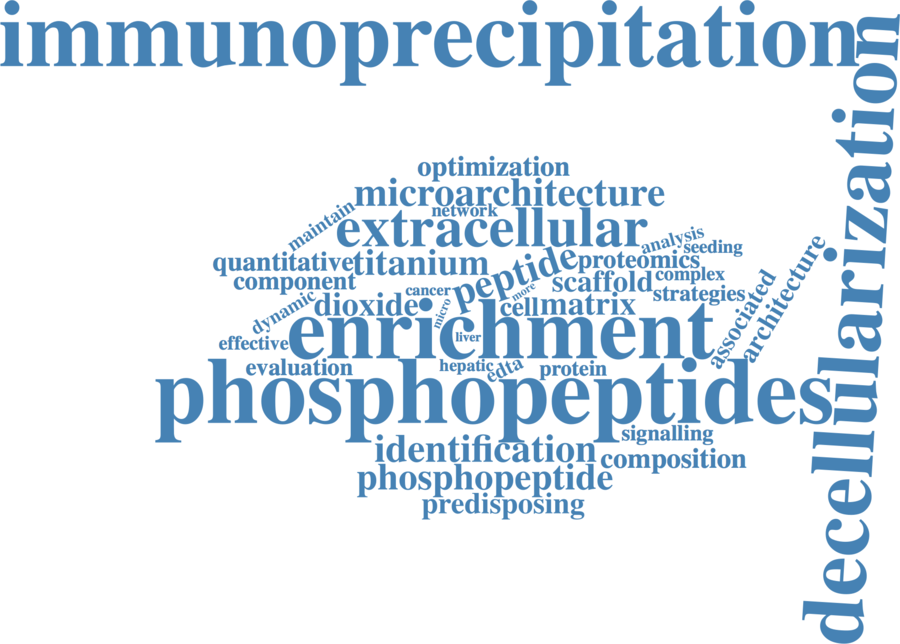 immunoprecipitation
decellularization
optimization
microarchitecture
network
maintain
extracellular
analysis
seeding
quantitative
titanium
peptide
proteomics
component
scaffold
complex
dynamic
dioxide
cancer
micro
more
cell
matrix
strategies
associated
architecture
effective
enrichment
liver
evaluation
hepatic
edta
protein
phosphopeptides
signalling
identification
composition
phosphopeptide
predisposing